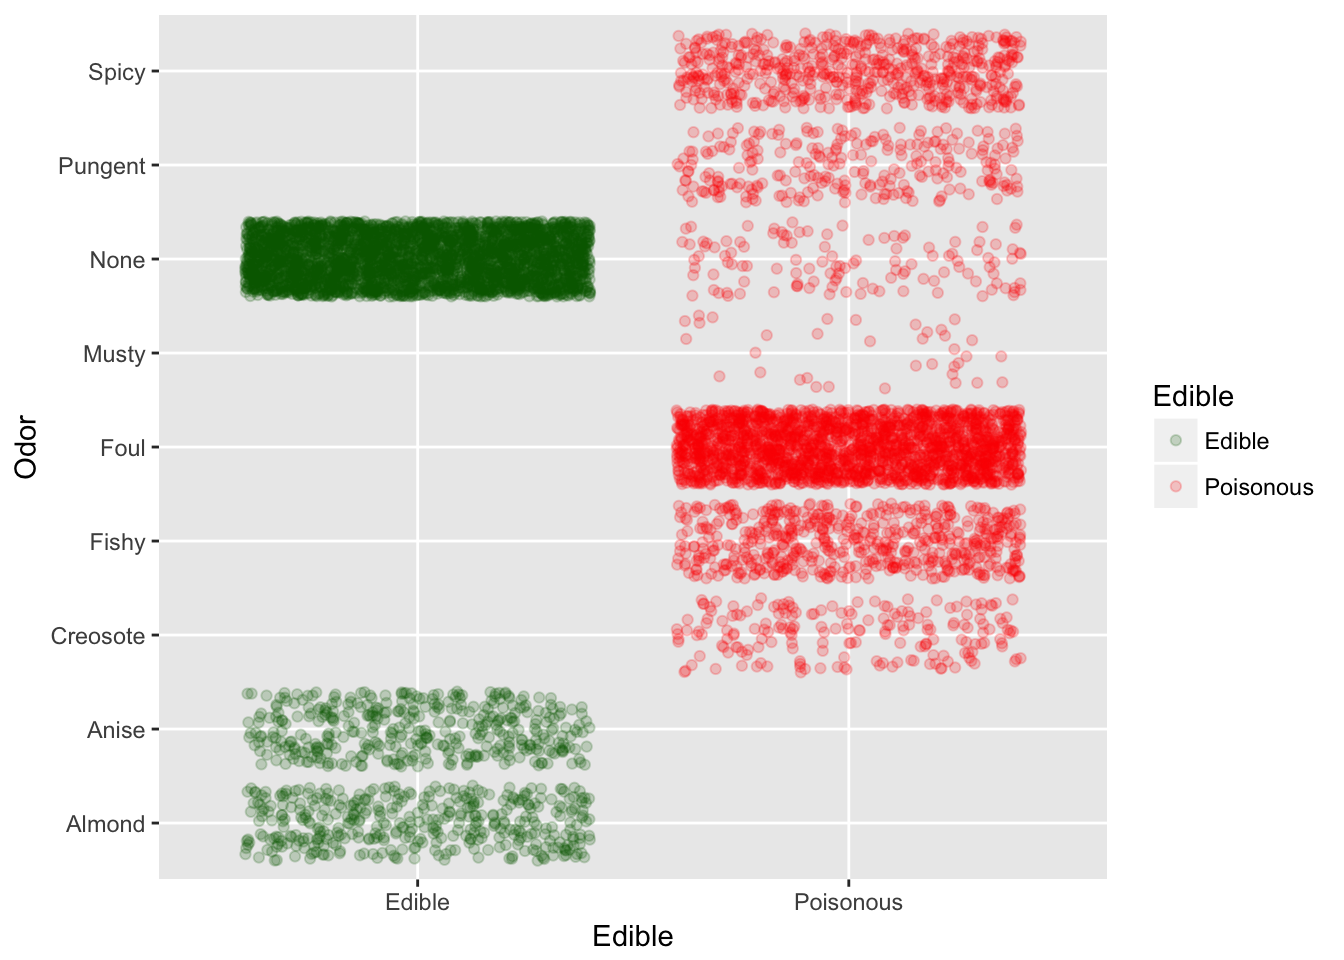 Spicy
Pungent
None
Musty
Foul
Fishy
Creosote
Anise
Almond
Odor
Edible
Poisonous
Edible
Edible
Edible
Poisonous